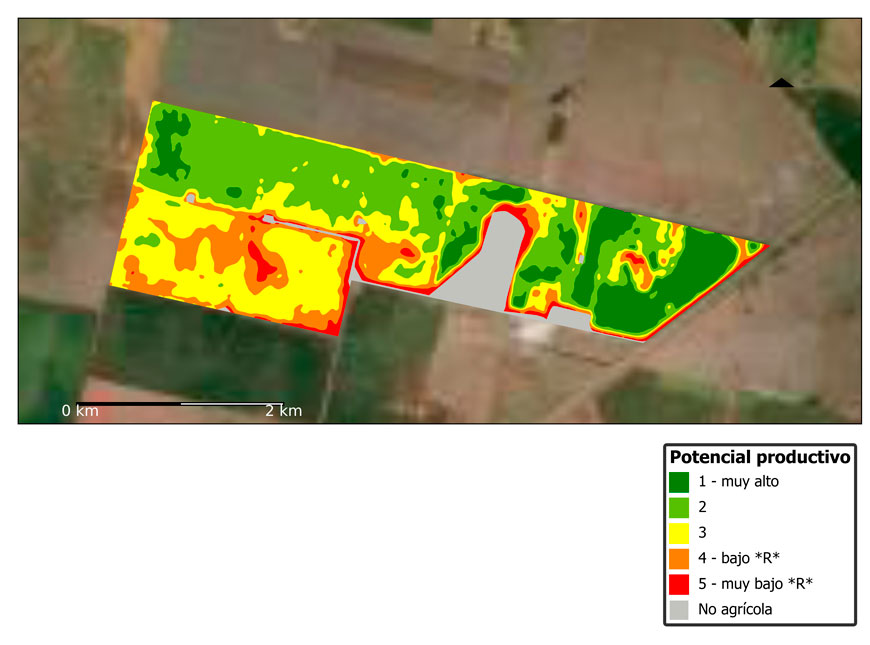 0 km 2 km
Potencial productivo
1 - muy alto
2
3
4 - bajo *R*
5 - muy bajo *R*
No agrícola